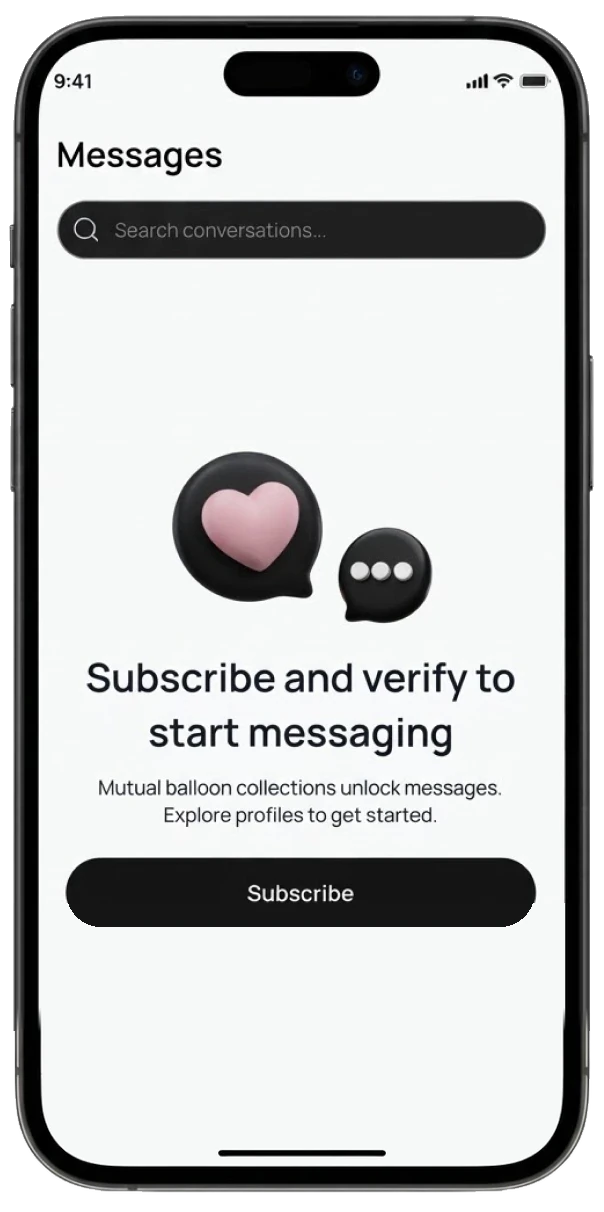 9:41
Messages
Search conversations...
Subscribe and verify to
start messaging
Mutual balloon collections unlock messages.
Explore profiles to get started.
Subscribe